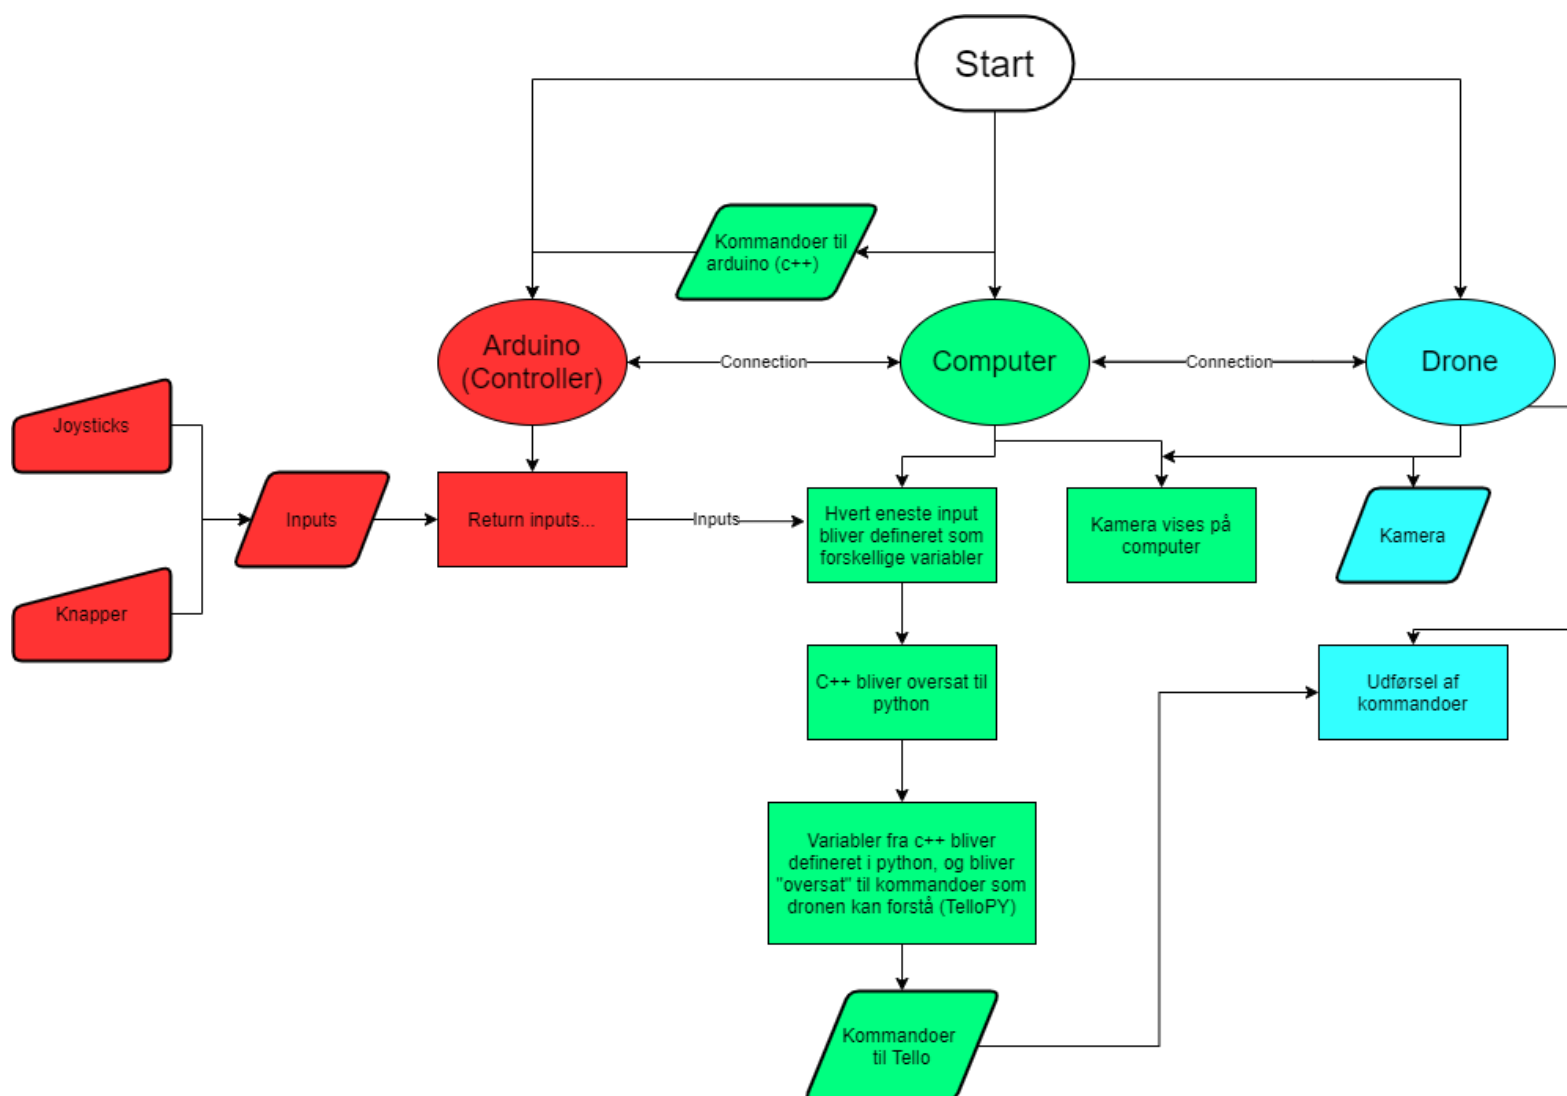 Start
Kommandoer til
arduino (c++)
Arduino
(Controller)
Connection
Computer
Connection
Drone
Joysticks
Inputs
Return inputs...
Inputs
Hvert eneste input
bliver defineret som
forskellige variabler
Kamera vises på
computer
Kamera
Knapper
C++ bliver oversat til
python
Udførsel af
kommandoer
Variabler fra c++ bliver
defineret i python, og bliver
"oversat" til kommandoer som
dronen kan forstå (TelloPY)
Kommandoer
til Tello